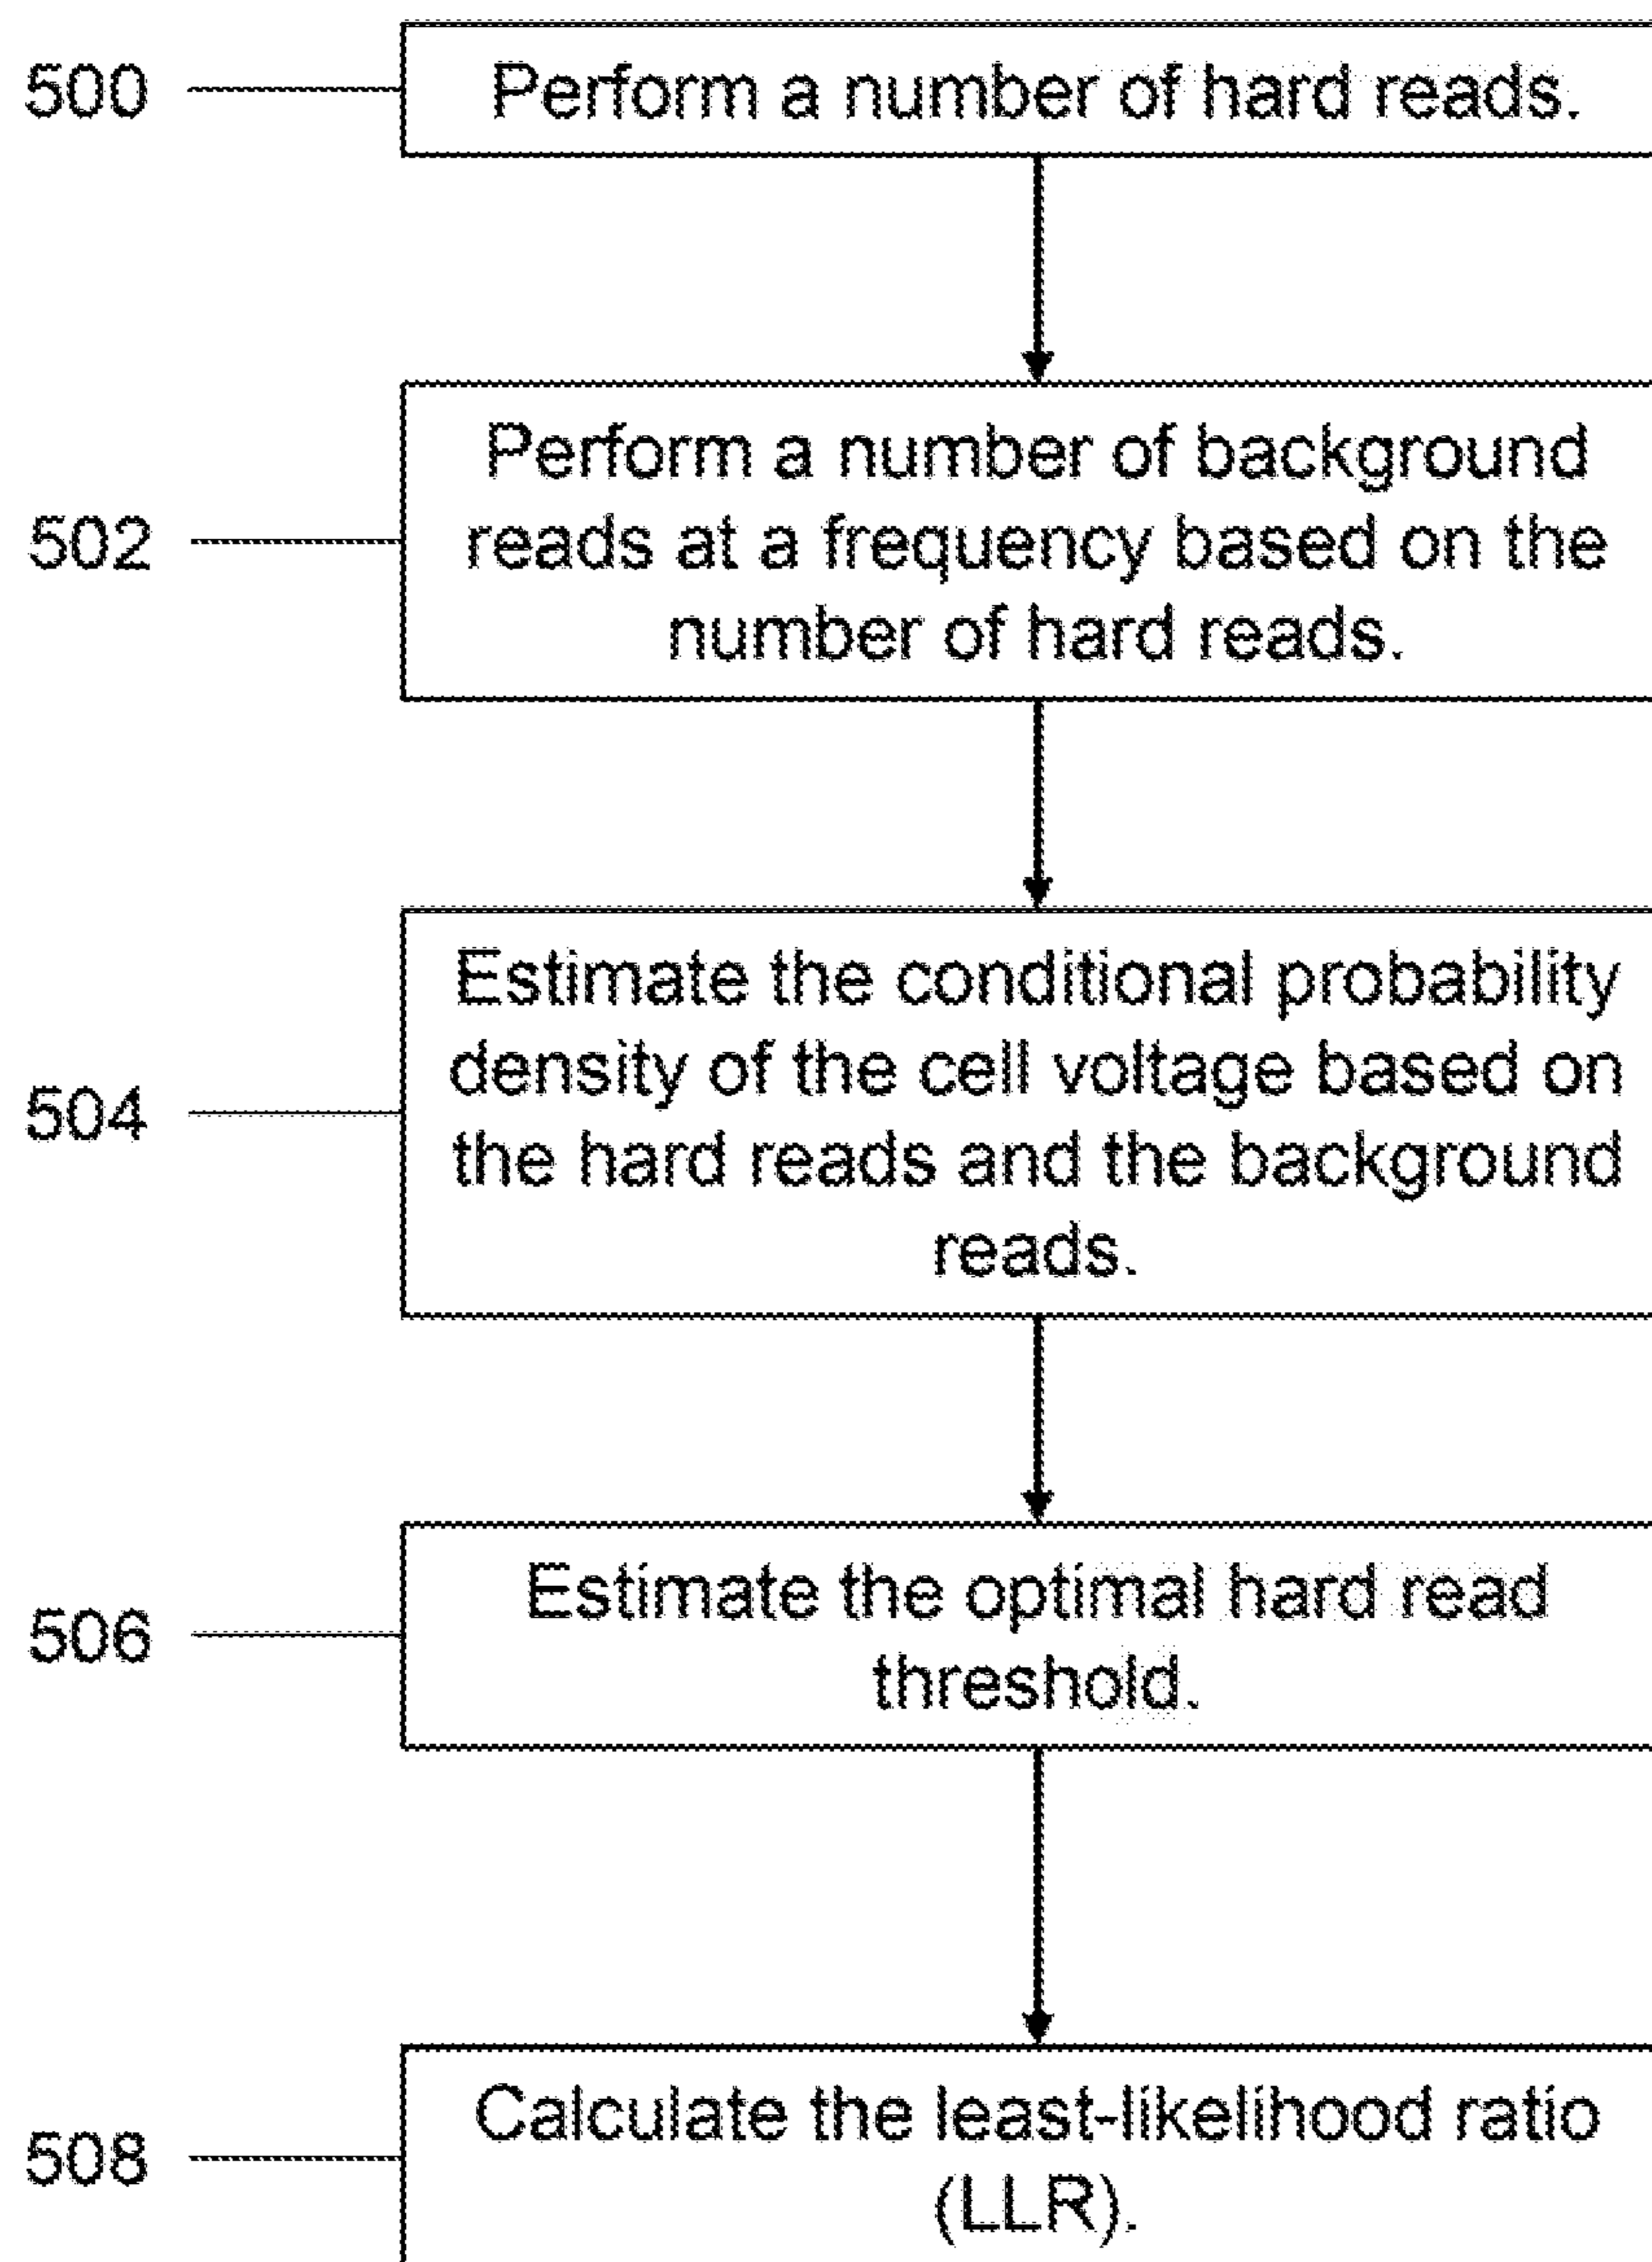 500
Perform a number of hard reads.
502
Perform a number of background
reads at a frequency based on the
number of hard reads.
504
Estimate the conditional probability
density of the cell voltage based on
the hard reads and the background
reads.
506
Estimate the optimal hard read
threshold.
508
Calculate the least-likelihood ratio
(LLR).